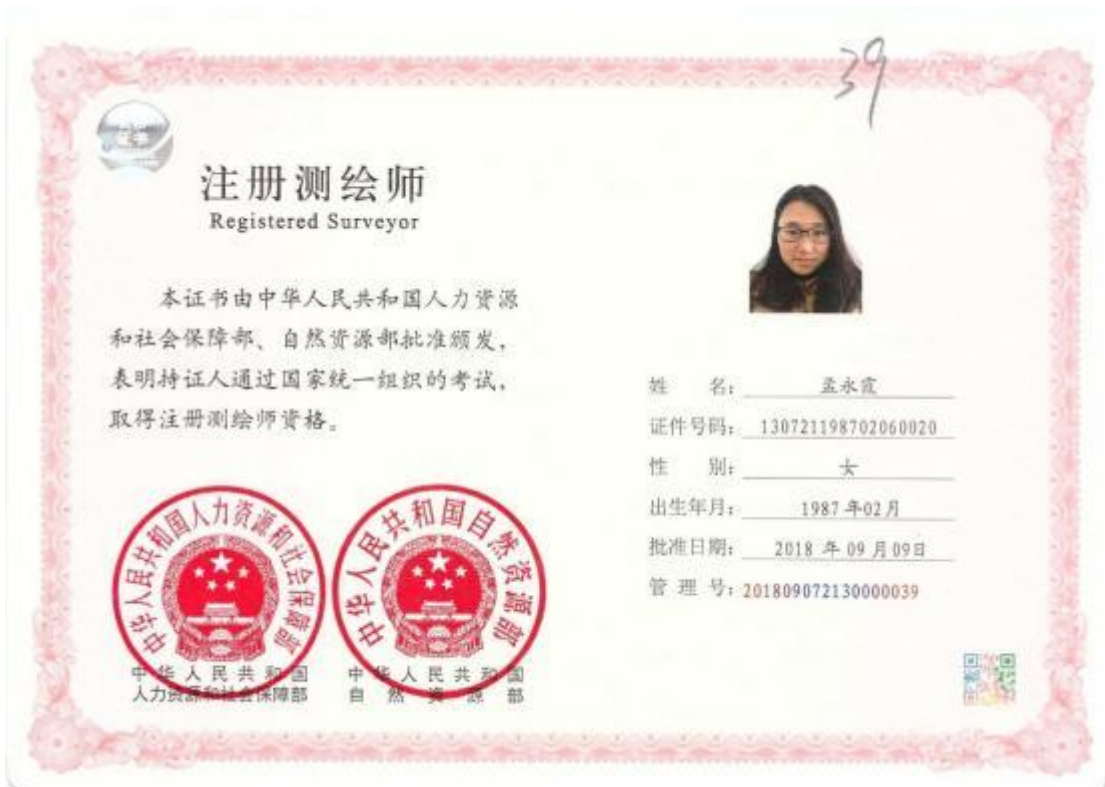 39
注册测绘师
Registered Surveyor
本证书由中华人民共和国人力资源
和社会保障部、自然资源部批准颁发，
表明持证人通过国家统一组织的考试，
取得注册测绘师资格。
姓 名： 孟永霞
证件号码： 130721198702060020
性 别： 女
出生年月： 1987 年02月
批准日期： 2018 年 09 月 09日
管 理 号：201809072130000039
中华人民共和国人力资源和社会保障部
中华人民共和国自然资源部
中华人民共和国
人力资源和社会保障部
中华人民共和国
自然资源部